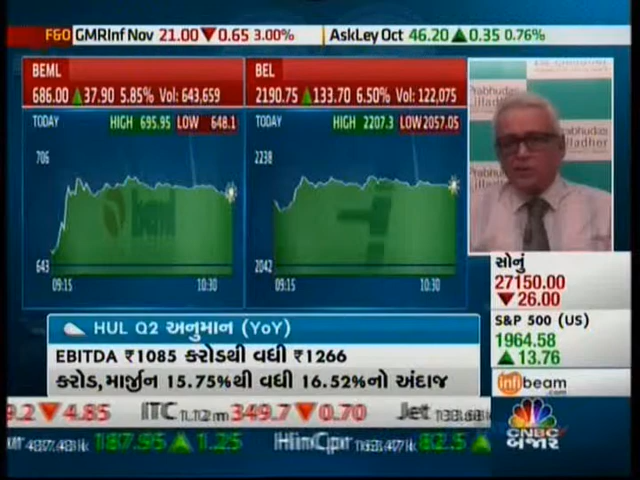 F&O GMRInf Nov 21.00 ▼ 0.65 3.00% AskLey Oct 46.20 ▲ 0.35 0.76%
BEML
686.00 ▲ 37.90 5.85% Vol: 643,659
TODAY HIGH 695.95 LOW 648.1
706
643
09:15 10:30
BEL
2190.75 ▲ 133.70 6.50% Vol: 122,075
TODAY HIGH 2207.3 LOW 2057.05
2238
2042
09:15 10:30
Prabhudas
Lilladher
સોનું
27150.00
▼ 26.00
S&P 500 (US)
1964.58
▲ 13.76
HUL Q2 અનુમાન (YoY)
EBITDA ₹1085 કરોડથી વધી ₹1266
કરોડ,માર્જીન 15.75%થી વધી 16.52%નો અંદાજ
infibeam
.com
9.2 ▼ 4.85 ITC 349.7 ▼ 0.70 Jet
187.95 ▲ 1.25 HinCpr 82.5 ▲
CNBC
બજાર